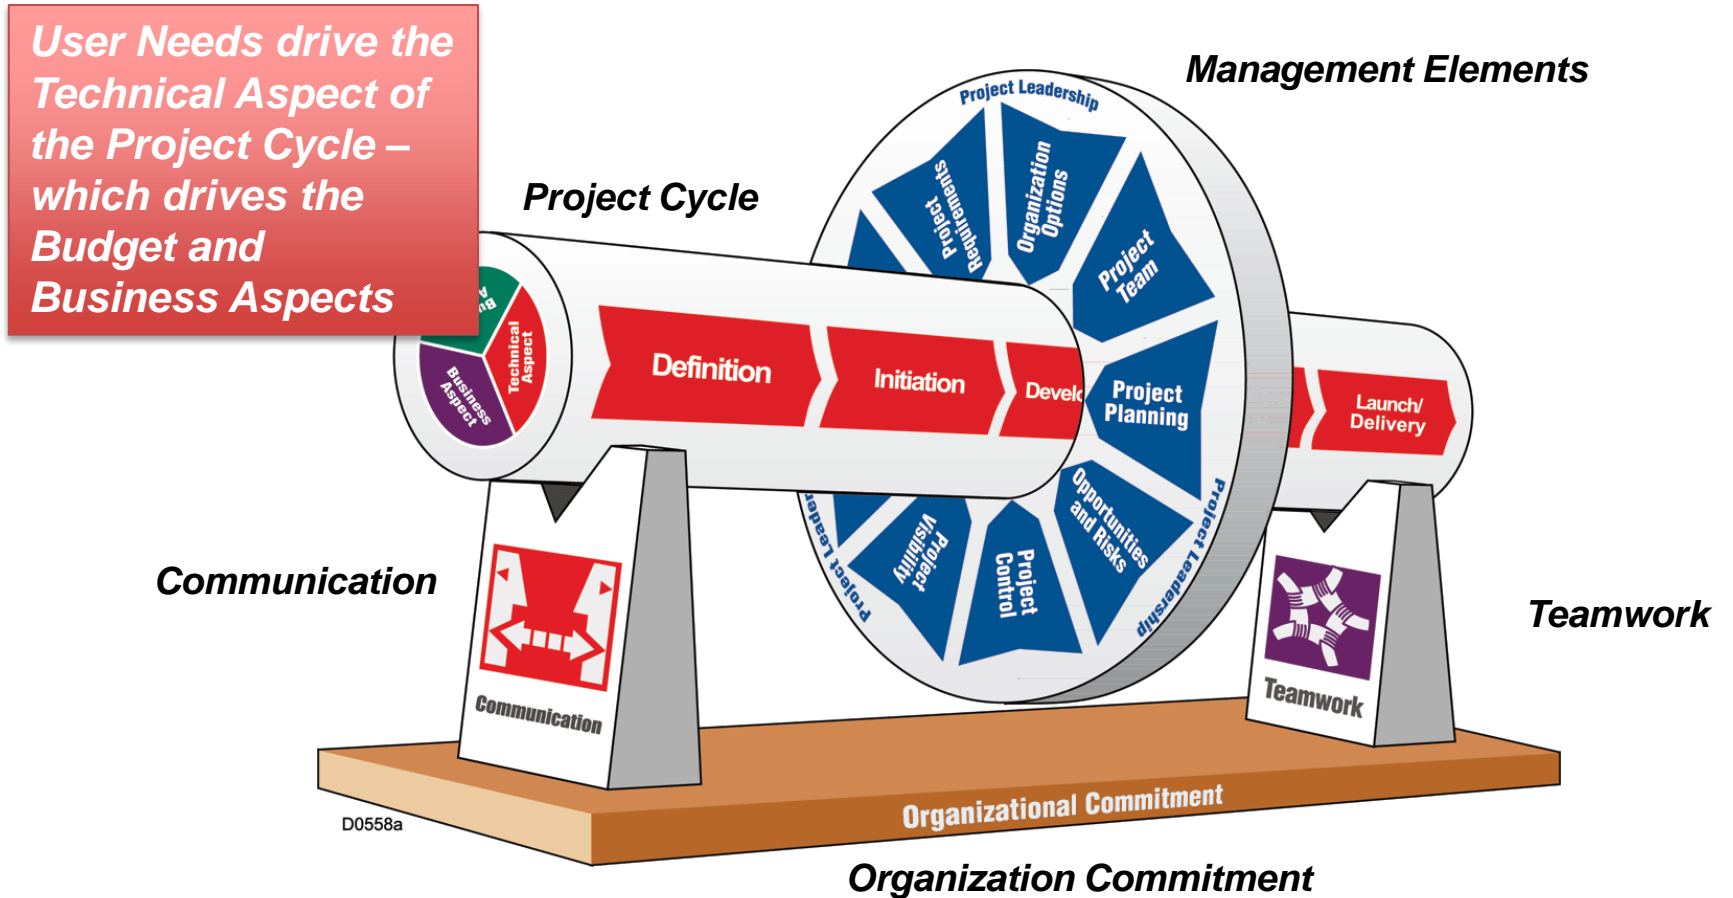 User Needs drive the
Technical Aspect of
the Project Cycle –
which drives the
Budget and
Business Aspects
Management Elements
Project Cycle
Project Leadership
Project
Requirements
Organization
Options
Project
Team
Project
Planning
Opportunities
and Risks
Project
Control
Project
Visibility
Project Leadership
Project Leader
Bu
A
Technical
Aspect
Business
Aspect
Definition
Initiation
Develo
Launch/
Delivery
Communication
Communication
Teamwork
Teamwork
Organizational Commitment
D0558a
Organization Commitment